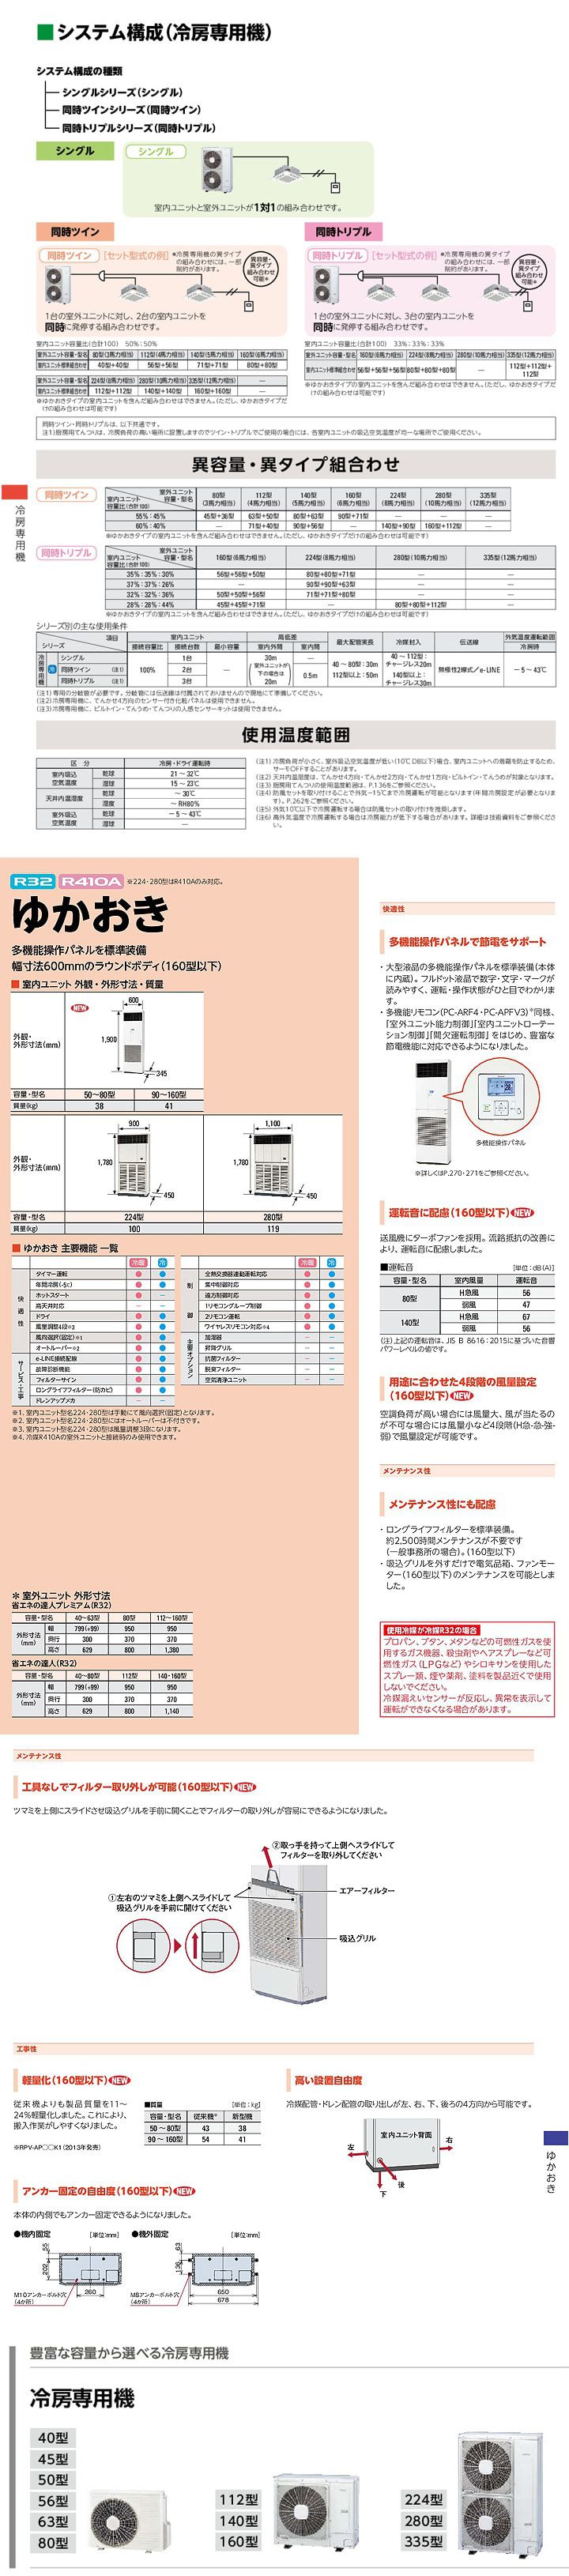 ■システム構成（冷房専用機）
システム構成の種類
シングルシリーズ（シングル）
同時ツインシリーズ（同時ツイン）
同時トリプルシリーズ（同時トリプル）
シングル
シングル
室内ユニットと室外ユニットが1対1の組み合わせです。
同時ツイン
同時ツイン [セット型式の例]
※冷房専用機の異タイプの組み合わせには、一部制約があります。
異容量・異タイプ組み合わせ可能※
1台の室外ユニットに対し、2台の室内ユニットを
同時に発停する組み合わせです。
同時トリプル
同時トリプル [セット型式の例]
※冷房専用機の異タイプの組み合わせには、一部制約があります。
異容量・異タイプ組み合わせ可能※
1台の室外ユニットに対し、3台の室内ユニットを
同時に発停する組み合わせです。
室内ユニット容量比(合計100) 50%:50%
室外ユニット容量・型名 80型(3馬力相当) 112型(4馬力相当) 140型(5馬力相当) 160型(6馬力相当)
室内ユニット標準組合わせ 40型+40型 56型+56型 71型+71型 80型+80型
室外ユニット容量・型名 224型(8馬力相当) 280型(10馬力相当) 335型(12馬力相当) —
室内ユニット標準組合わせ 112型+112型 140型+140型 160型+160型 —
※ゆかおきタイプの室内ユニットを含んだ組み合わせはできません。(ただし、ゆかおきタイプだけの組み合わせは可能です)
室内ユニット容量比(合計100) 33%:33%:33%
室外ユニット容量・型名 160型(6馬力相当) 224型(8馬力相当) 280型(10馬力相当) 335型(12馬力相当)
室内ユニット標準組合わせ 56型+56型+56型 80型+80型+80型 — 112型+112型+112型
※ゆかおきタイプの室内ユニットを含んだ組み合わせはできません。(ただし、ゆかおきタイプだけの組み合わせは可能です)
同時ツイン・同時トリプルは、以下共通です。
注1)厨房用てんつりは、冷房負荷の高い場所に設置しますのでツイン・トリプルでご使用の場合には、各室内ユニットの吸込空気温度が均一な場所でご使用ください。
冷房専用機
異容量・異タイプ組合わせ
同時ツイン
室外ユニット容量・型名 室内ユニット容量比(合計100) 80型(3馬力相当) 112型(4馬力相当) 140型(5馬力相当) 160型(6馬力相当) 224型(8馬力相当) 280型(10馬力相当) 335型(12馬力相当)
55%:45% 45型+36型 63型+50型 80型+63型 90型+71型 — — —
60%:40% — 71型+40型 90型+56型 — 140型+90型 160型+112型 —
※ゆかおきタイプの室内ユニットを含んだ組み合わせはできません。(ただし、ゆかおきタイプだけの組み合わせは可能です)
同時トリプル
室外ユニット容量・型名 室内ユニット容量比(合計100) 160型(6馬力相当) 224型(8馬力相当) 280型(10馬力相当) 335型(12馬力相当)
35%:35%:30% 56型+56型+50型 80型+80型+71型 — —
37%:37%:26% — 90型+90型+63型 — —
32%:32%:36% 50型+50型+56型 71型+71型+80型 — —
28%:28%:44% 45型+45型+71型 — 80型+80型+112型 —
※ゆかおきタイプの室内ユニットを含んだ組み合わせはできません。(ただし、ゆかおきタイプだけの組み合わせは可能です)
シリーズ別の主な使用条件
項目 シリーズ 室内ユニット 高低差 最大配管実長 冷媒封入 伝送線 外気温度運転範囲
接続容量比 接続台数 最小容量 室内外間 室内間 冷房時
冷房専用機 冷
シングル 1台
同時ツイン (注1) 100% 2台 —
同時トリプル (注1) 3台
30m (室外ユニットが下の場合は20m)
— 0.5m
40～80型:30m 112型以上:50m
40～112型:チャージレス20m 140型以上:チャージレス30m
無極性2線式/e-LINE
－5～43℃
(注1)専用の分岐管が必要です。分岐管には伝送線は付属されておりませんので現地にて準備してください。
(注2)冷房専用機に、てんかせ4方向のセンサー付き化粧パネルは使用できません。
(注3)冷房専用機に、ビルトイン・てんうめ・てんつりの人感センサーキットは使用できません。
使用温度範囲
区 分 冷房・ドライ運転時
室内吸込空気温度 乾球 21～32℃
湿球 15～23℃
天井内温湿度 乾球 ～30℃
湿度 ～RH80%
室外吸込空気温度 乾球 －5～43℃
湿球 —
(注1)冷房負荷が小さく、室外吸込空気温度が低い(10℃ DB以下)場合、室内ユニットへの着霜を防止するため、サーモOFFすることがあります。
(注2)天井内温湿度は、てんかせ4方向・てんかせ2方向・てんかせ1方向・ビルトイン・てんうめが対象となります。
(注3)厨房用てんつりの使用温度範囲は、P.136をご参照ください。
(注4)防風セットを取り付けることで外気−15℃まで冷房運転が可能となります(年間冷房設定が必要となります)。P.262をご参照ください。
(注5)外気10℃以下で冷房運転する場合は防風セットの取り付けを推奨します。
(注6)高外気温度で冷房運転する場合は冷房能力が低下する場合があります。詳細は技術資料をご参照ください。
R32 R410A ※224・280型はR410Aのみ対応。
ゆかおき
多機能操作パネルを標準装備
幅寸法600mmのラウンドボディ(160型以下)
■ 室内ユニット 外観・外形寸法・質量
外観・外形寸法(mm) NEW 600 1,900 345
容量・型名 50～80型 90～160型
質量(kg) 38 41
外観・外形寸法(mm) 900 1,780 450 1,100 1,780 450
容量・型名 224型 280型
質量(kg) 100 119
■ ゆかおき 主要機能 一覧
冷暖 冷 冷暖 冷
快適性
タイマー運転 ● ●
年間冷房(-5℃) ● ●
ホットスタート ● －
高天井対応 － －
ドライ ● ●
風量調整4段※3 ● ●
風向選択(固定)※1 ● ●
オートルーバー※2 ● ●
サービス・工事
e-LINE接続配線 ● ●
故障診断機能 ● ●
フィルターサイン ● ●
ロングライフフィルター(防カビ) ● ●
ドレンアップメカ － －
制御
全熱交換器連動運転対応 ● ●
集中制御対応 ● ●
遠方制御対応 ● ●
1リモコングループ制御 ● ●
2リモコン運転 ● ●
ワイヤレスリモコン対応※4 ● ●
主要オプション
加湿器 － －
昇降グリル － －
抗菌フィルター － －
脱臭フィルター － －
空気清浄ユニット － －
※1. 室内ユニット型名224・280型は手動にて風向選択(固定)となります。
※2. 室内ユニット型名224・280型にはオートルーバーは不付きです。
※3. 室内ユニット型名224・280型は風量調整3段になります。
※4. 冷媒R410Aの室外ユニットと接続時のみ使用できます。
＊ 室外ユニット 外形寸法
省エネの達人プレミアム(R32)
容量・型名 40～63型 80型 112～160型
外形寸法(mm) 幅 799(+99) 950 950
奥行 300 370 370
高さ 629 800 1,380
省エネの達人(R32)
容量・型名 40～80型 112型 140・160型
外形寸法(mm) 幅 799(+99) 950 950
奥行 300 370 370
高さ 629 800 1,140
快適性
多機能操作パネルで節電をサポート
・大型液晶の多機能操作パネルを標準装備(本体に内蔵)。フルドット液晶で数字・文字・マークが読みやすく、運転・操作状態がひと目でわかります。
・多機能リモコン(PC-ARF4・PC-APFV3)※同様、「室外ユニット能力制御」「室内ユニットローテーション制御」「間欠運転制御」をはじめ、豊富な節電機能に対応できるようになりました。
多機能操作パネル
※詳しくはP.270・271をご参照ください。
運転音に配慮(160型以下) NEW
送風機にターボファンを採用。流路抵抗の改善により、運転音に配慮しました。
■運転音 [単位:dB(A)]
容量・型名 室内風量 運転音
80型 H急風 56
弱風 47
140型 H急風 67
弱風 56
(注)上記の運転音は、JIS B 8616:2015に基づいた音響パワーレベルの値です。
用途に合わせた4段階の風量設定
(160型以下) NEW
空調負荷が高い場合には風量大、風が当たるのが不可な場合には風量小など4段階(H急-急-強-弱)で風量設定が可能です。
メンテナンス性
メンテナンス性にも配慮
・ロングライフフィルターを標準装備。
約2,500時間メンテナンスが不要です
(一般事務所の場合)。(160型以下)
・吸込グリルを外すだけで電気品箱、ファンモーター(160型以下)のメンテナンスを可能としました。
使用冷媒が冷媒R32の場合
プロパン、ブタン、メタンなどの可燃性ガスを使用するガス機器、殺虫剤やヘアスプレーなど可燃性ガス(LPGなど)やシロキサンを使用したスプレー類、煙や薬剤、塗料を製品近くで使用しないでください。
冷媒漏えいセンサーが反応し、異常を表示して運転ができなくなる場合があります。
メンテナンス性
工具なしでフィルター取り外しが可能(160型以下) NEW
ツマミを上側にスライドさせ吸込グリルを手前に開くことでフィルターの取り外しが容易にできるようになりました。
②取っ手を持って上側へスライドして
フィルターを取り外してください
エアーフィルター
①左右のツマミを上側へスライドして
吸込グリルを手前に開けてください
吸込グリル
工事性
軽量化(160型以下) NEW
従来機よりも製品質量を11～24%軽量化しました。これにより、搬入作業がしやすくなりました。
※RPV-AP○○K1(2013年発売)
■質量 [単位:kg]
容量・型名 従来機※ 新型機
50～80型 43 38
90～160型 54 41
高い設置自由度
冷媒配管・ドレン配管の取り出しが左、右、下、後ろの4方向から可能です。
室内ユニット背面
左
右
後
下
ゆかおき
アンカー固定の自由度(160型以下) NEW
本体の内側でもアンカー固定できるようになりました。
●機内固定 [単位:mm]
55
202
260
M10アンカーボルト穴(4か所)
●機外固定 [単位:mm]
63
136
650
678
M8アンカーボルト穴(4か所)
豊富な容量から選べる冷房専用機
冷房専用機
40型
45型
50型
56型
63型
80型
112型
140型
160型
224型
280型
335型